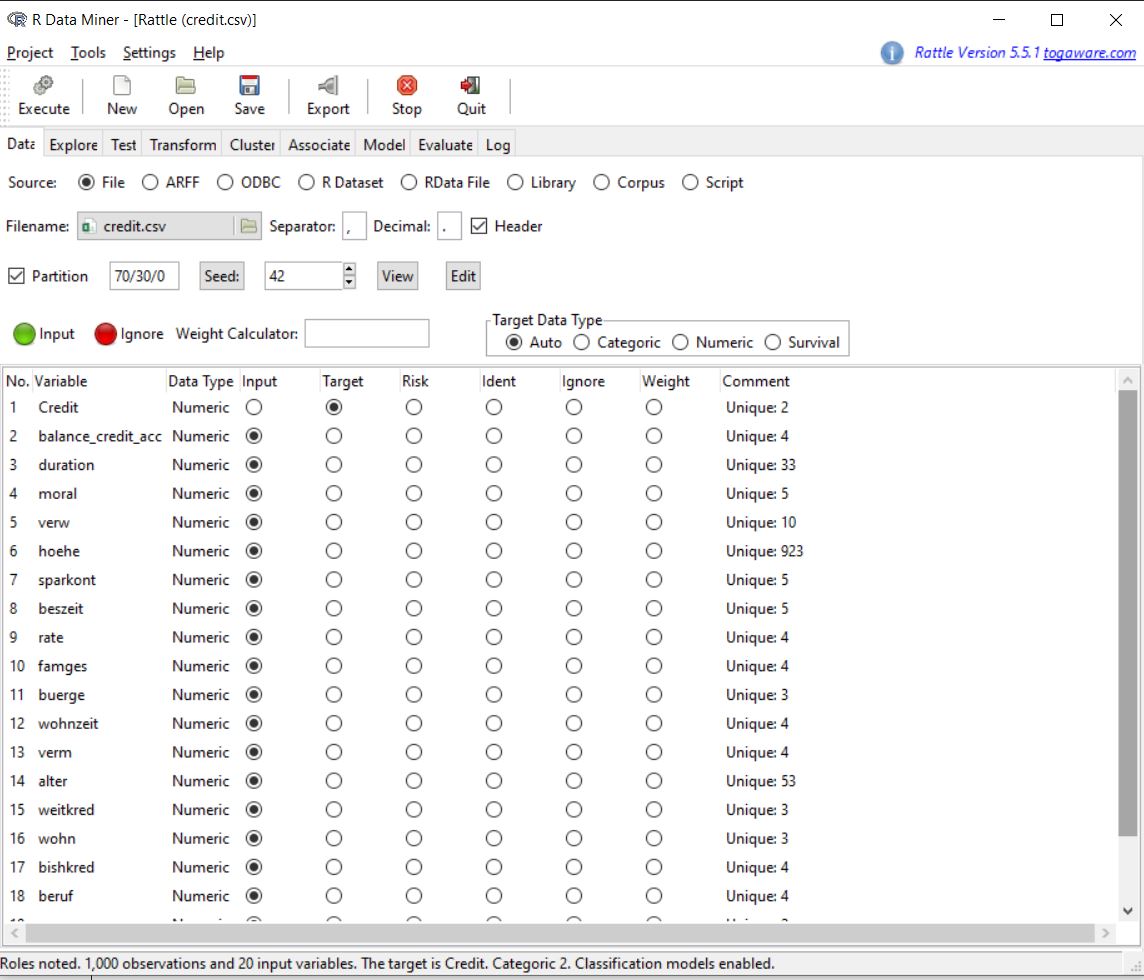 R Data Miner - [Rattle (credit.csv)]
Project Tools Settings Help Rattle Version 5.5.1 togaware.com
Execute New Open Save Export Stop Quit
Data Explore Test Transform Cluster Associate Model Evaluate Log
Source: File ARFF ODBC R Dataset RData File Library Corpus Script
Filename: credit.csv Separator: , Decimal: . Header
Partition 70/30/0 Seed: 42 View Edit
Target Data Type
Input Ignore Weight Calculator: Auto Categoric Numeric Survival
No. Variable Data Type Input Target Risk Ident Ignore Weight Comment
1 Credit Numeric Unique: 2
2 balance_credit_acc Numeric Unique: 4
3 duration Numeric Unique: 33
4 moral Numeric Unique: 5
5 verw Numeric Unique: 10
6 hoehe Numeric Unique: 923
7 sparkont Numeric Unique: 5
8 beszeit Numeric Unique: 5
9 rate Numeric Unique: 4
10 famges Numeric Unique: 4
11 buerge Numeric Unique: 3
12 wohnzeit Numeric Unique: 4
13 verm Numeric Unique: 4
14 alter Numeric Unique: 53
15 weitkred Numeric Unique: 3
16 wohn Numeric Unique: 3
17 bishkred Numeric Unique: 4
18 beruf Numeric Unique: 4
Roles noted. 1,000 observations and 20 input variables. The target is Credit. Categoric 2. Classification models enabled.